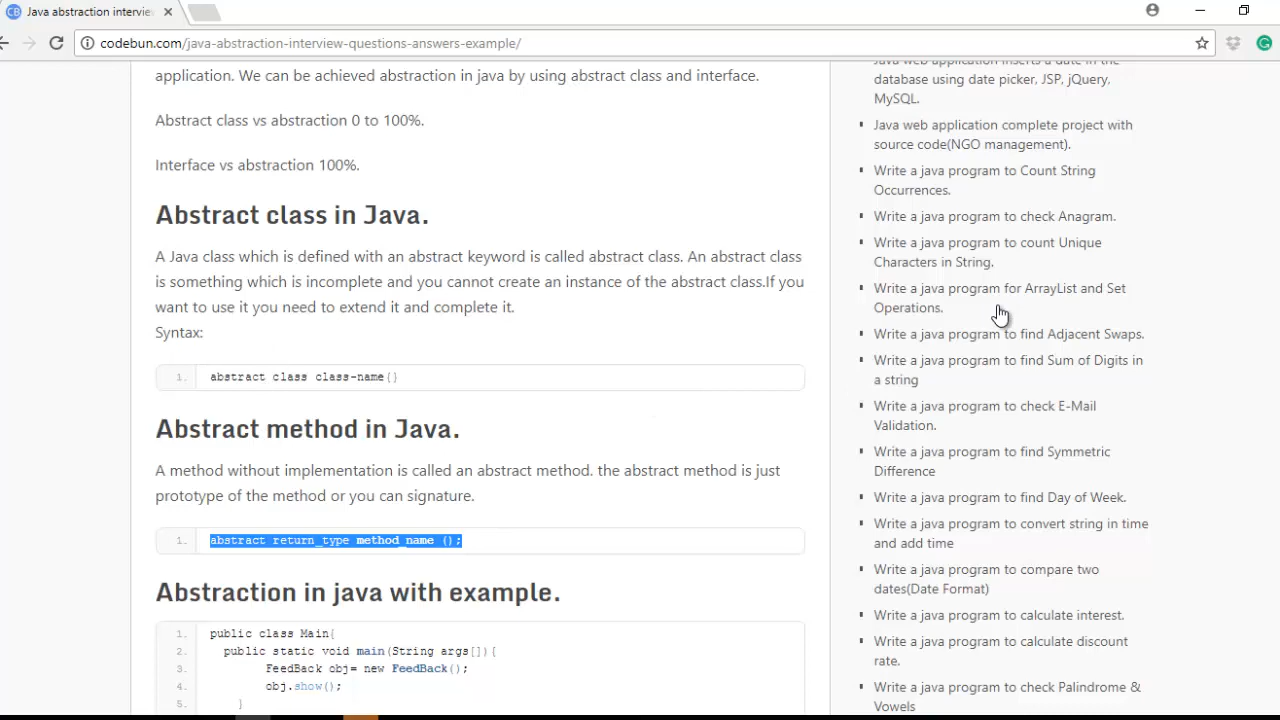 Java abstraction intervie
codebun.com/java-abstraction-interview-questions-answers-example/
application. We can be achieved abstraction in java by using abstract class and interface.
Abstract class vs abstraction 0 to 100%.
Interface vs abstraction 100%.
Abstract class in Java.
A Java class which is defined with an abstract keyword is called abstract class. An abstract class
is something which is incomplete and you cannot create an instance of the abstract class.If you
want to use it you need to extend it and complete it.
Syntax:
1. abstract class class-name()
Abstract method in Java.
A method without implementation is called an abstract method. the abstract method is just
prototype of the method or you can signature.
1. abstract return_type method_name ();
Abstraction in java with example.
1. public class Main{
2. public static void main(String args[]){
3. FeedBack obj= new FeedBack();
4. obj.show();
5. }
Java web application inserts a date in the
database using date picker, JSP, jQuery,
MySQL.
Java web application complete project with
source code(NGO management).
Write a java program to Count String
Occurrences.
Write a java program to check Anagram.
Write a java program to count Unique
Characters in String.
Write a java program for ArrayList and Set
Operations.
Write a java program to find Adjacent Swaps.
Write a java program to find Sum of Digits in
a string
Write a java program to check E-Mail
Validation.
Write a java program to find Symmetric
Difference
Write a java program to find Day of Week.
Write a java program to convert string in time
and add time
Write a java program to compare two
dates(Date Format)
Write a java program to calculate interest.
Write a java program to calculate discount
rate.
Write a java program to check Palindrome &
Vowels